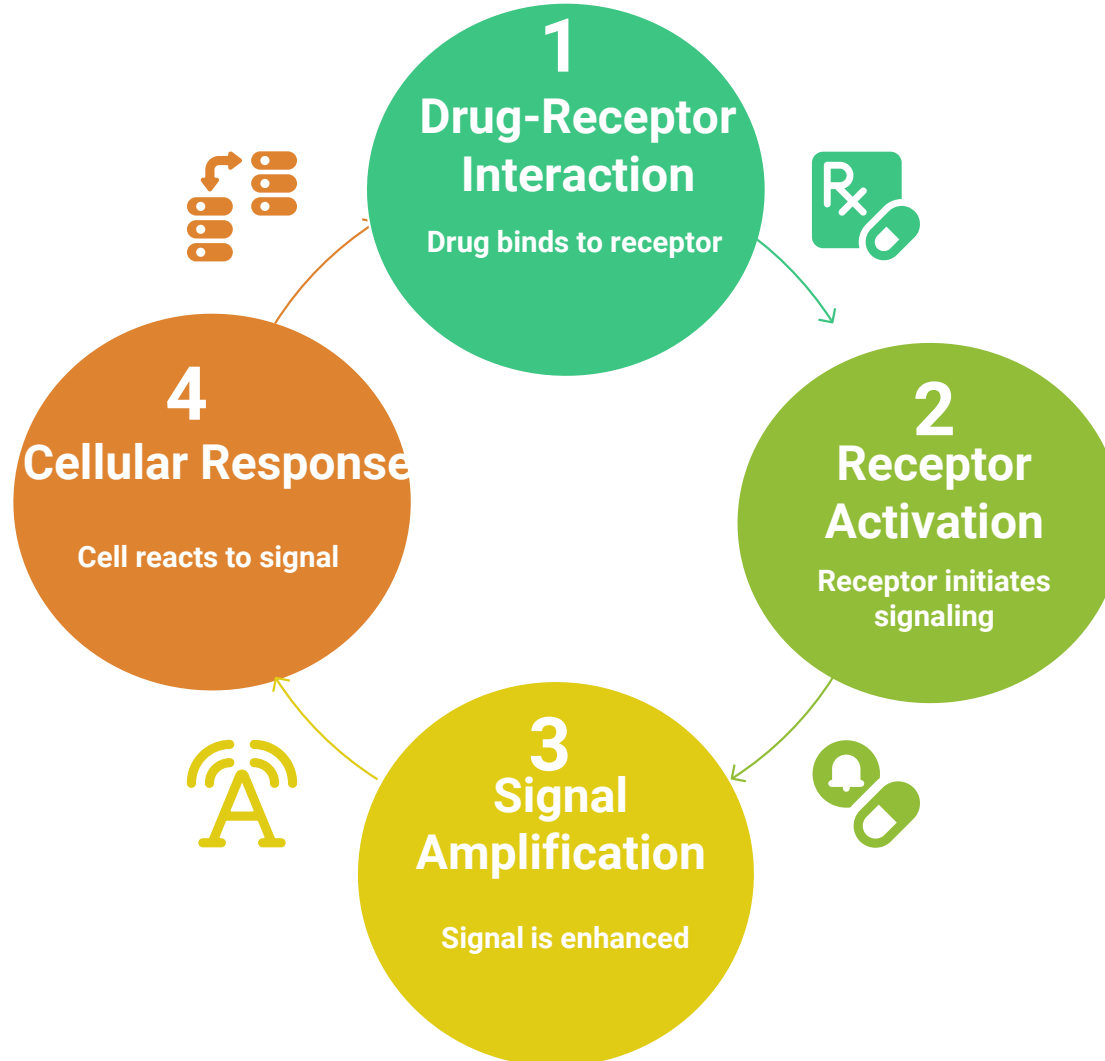 1
Drug-Receptor
Interaction
Drug binds to receptor
Rx
2
Receptor
Activation
Receptor initiates
signaling
3
Signal
Amplification
Signal is enhanced
4
Cellular Response
Cell reacts to signal